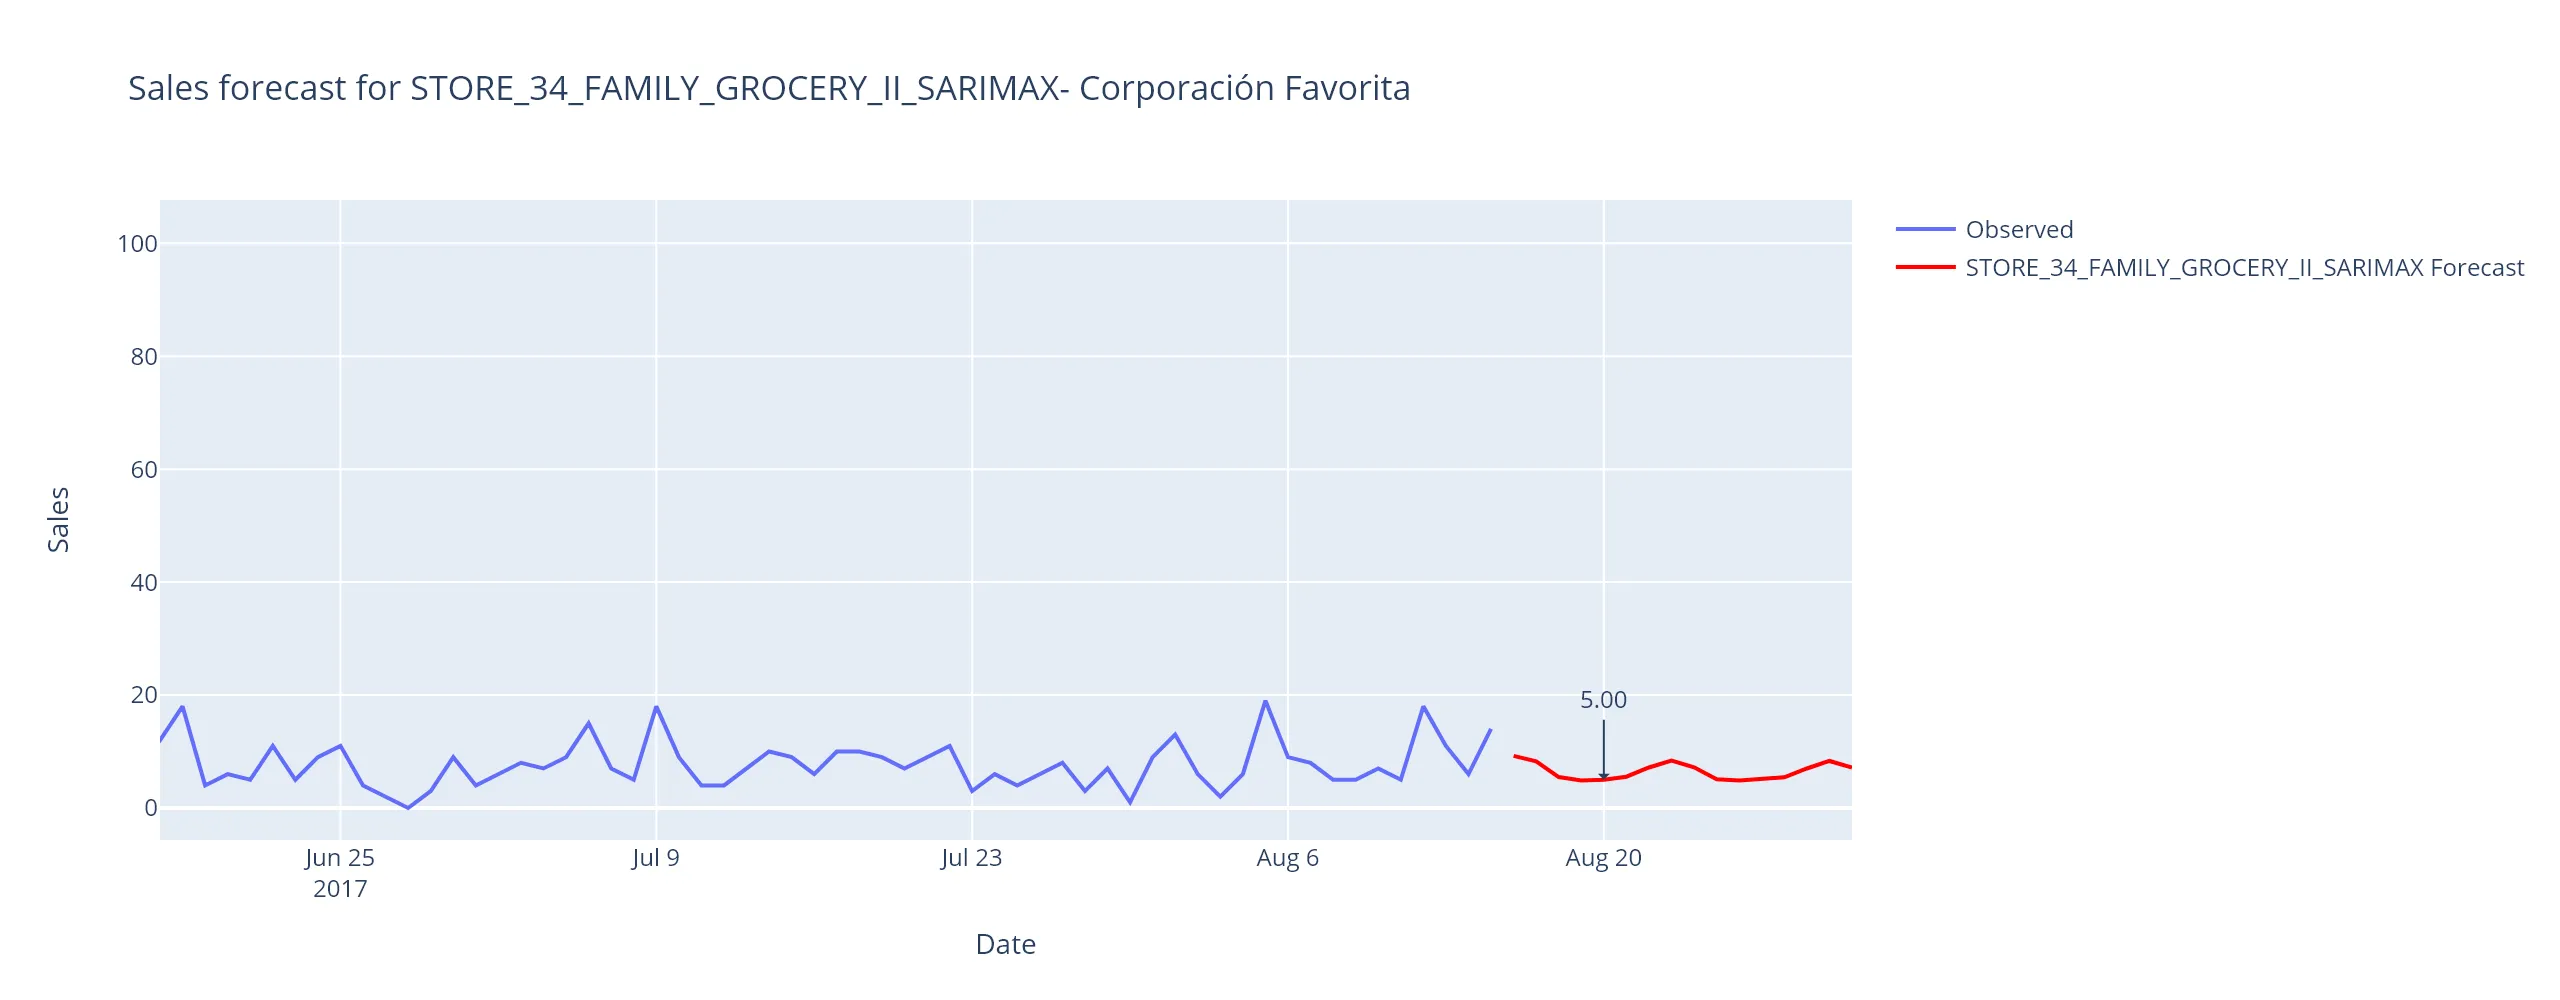 Sales forecast for STORE_34_FAMILY_GROCERY_II_SARIMAX- Corporación Favorita
Observed
STORE_34_FAMILY_GROCERY_II_SARIMAX Forecast
100
80
60
40
20
0
Sales
5.00
Jun 25
2017
Jul 9
Jul 23
Aug 6
Aug 20
Date